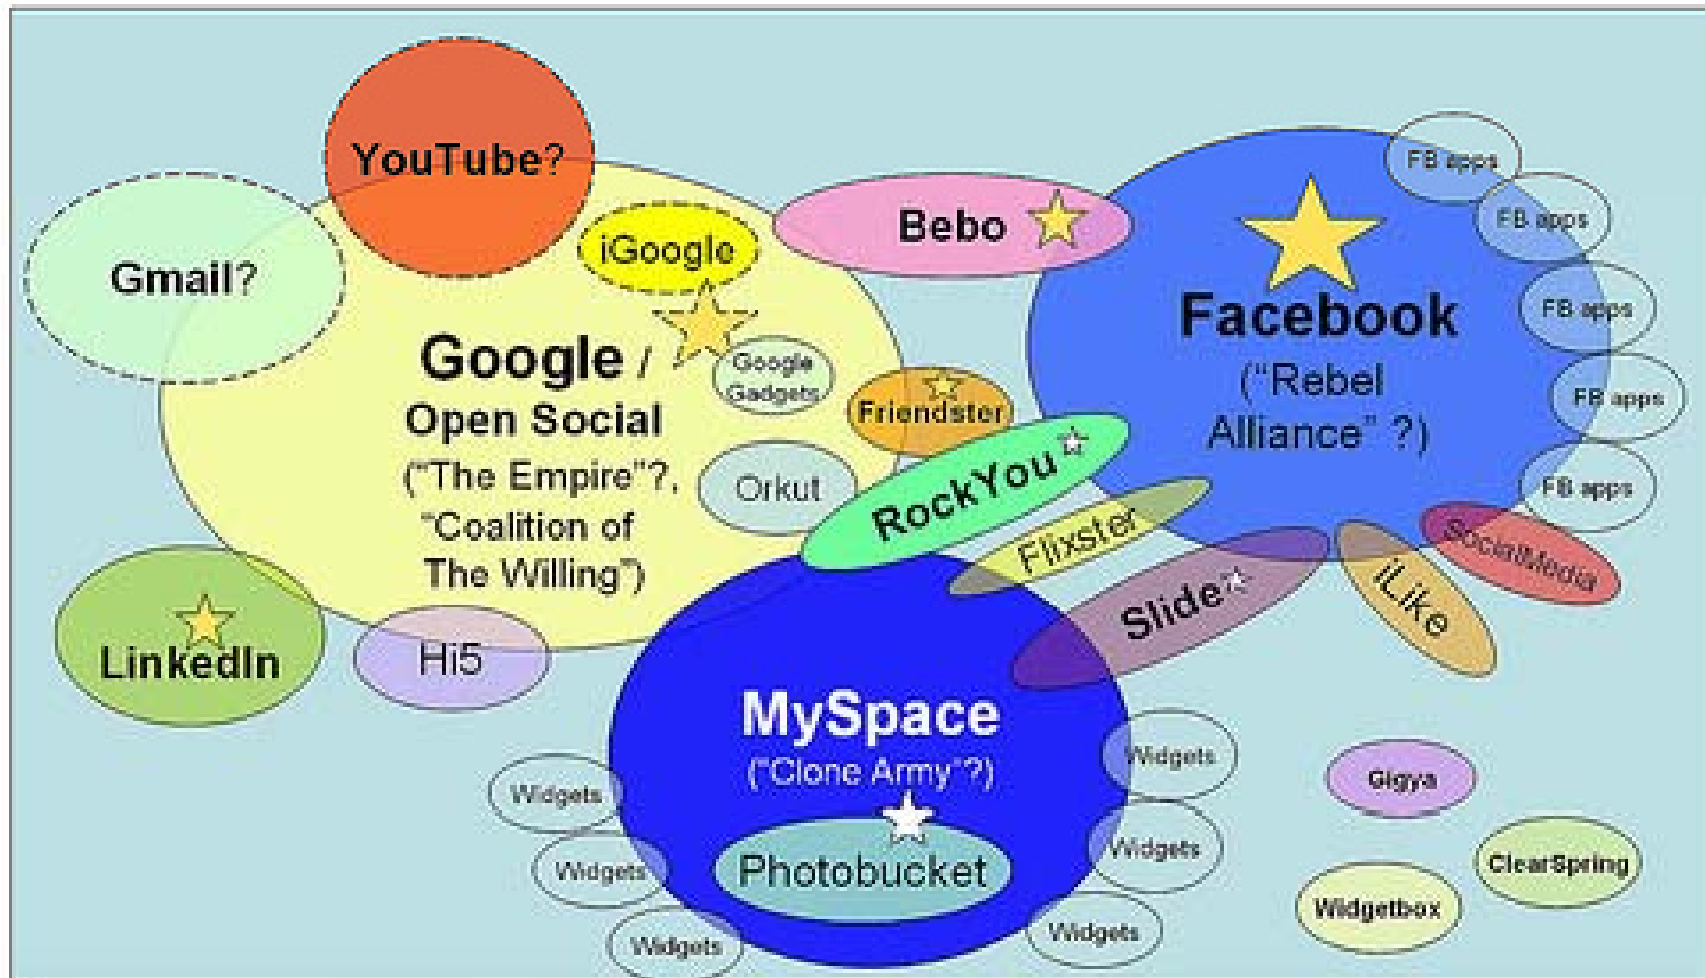 YouTube?
Gmail?
iGoogle
Google /
Open Social
("The Empire"?,
"Coalition of
The Willing")
Google
Gadgets
Orkut
Friendster
Bebo
RockYou
Flixster
Slide
iLike
SocialMedia
Facebook
("Rebel
Alliance" ?)
FB apps
FB apps
FB apps
FB apps
FB apps
LinkedIn
Hi5
MySpace
("Clone Army"?)
Photobucket
Widgets
Widgets
Widgets
Widgets
Widgets
Widgets
Gigya
ClearSpring
Widgetbox